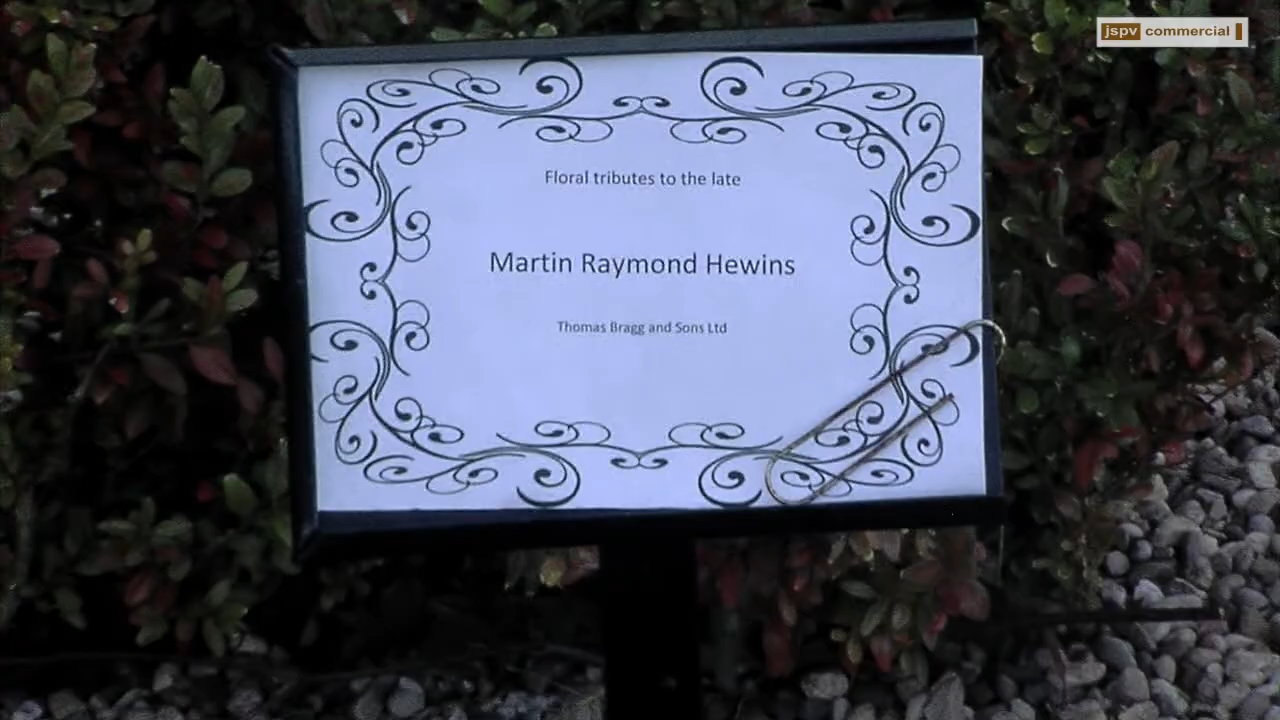 jspv commercial
Floral tributes to the late
Martin Raymond Hewins
Thomas Bragg and Sons Ltd